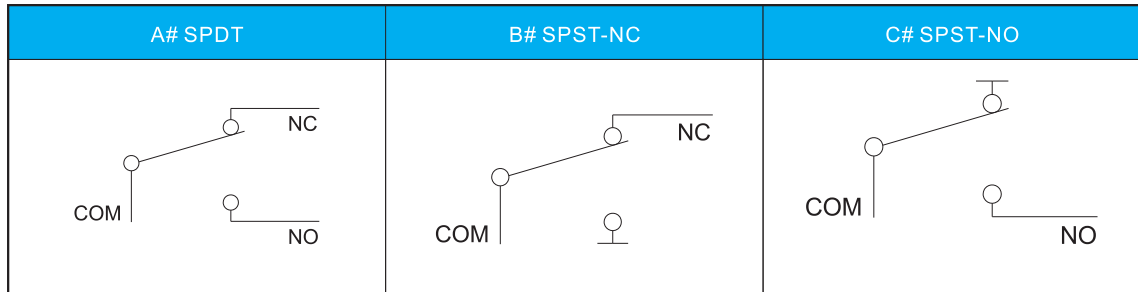 A# SPDT
B# SPST-NC
C# SPST-NO
NC
COM
NO
NC
COM
COM
NO